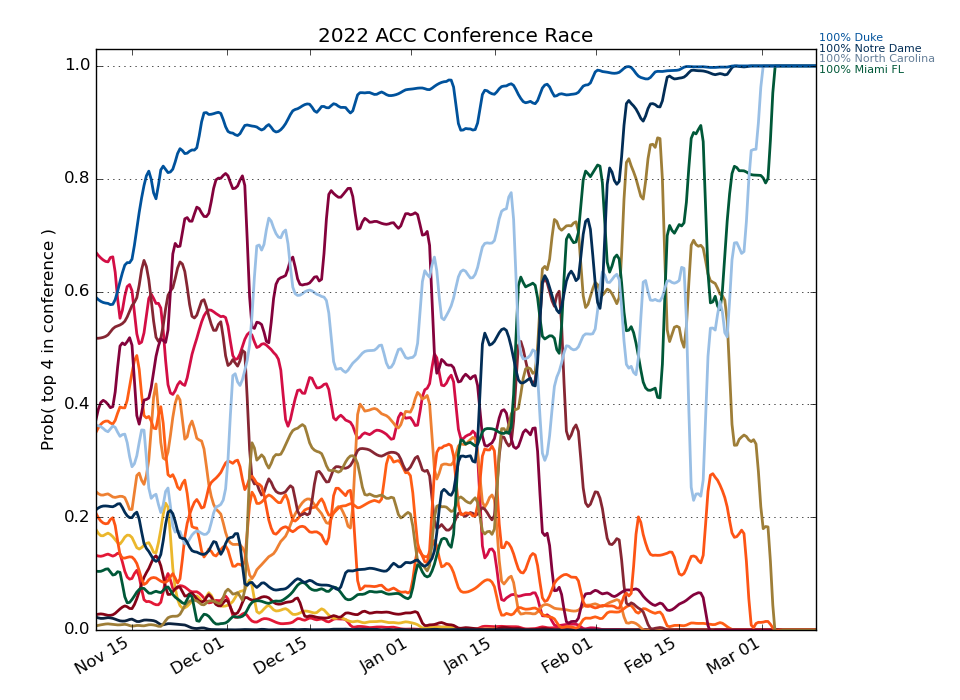 2022 ACC Conference Race
100% Duke
100% Notre Dame
100% North Carolina
100% Miami FL
Prob( top 4 in conference )
1.0
0.8
0.6
0.4
0.2
0.0
Nov 15
Dec 01
Dec 15
Jan 01
Jan 15
Feb 01
Feb 15
Mar 01